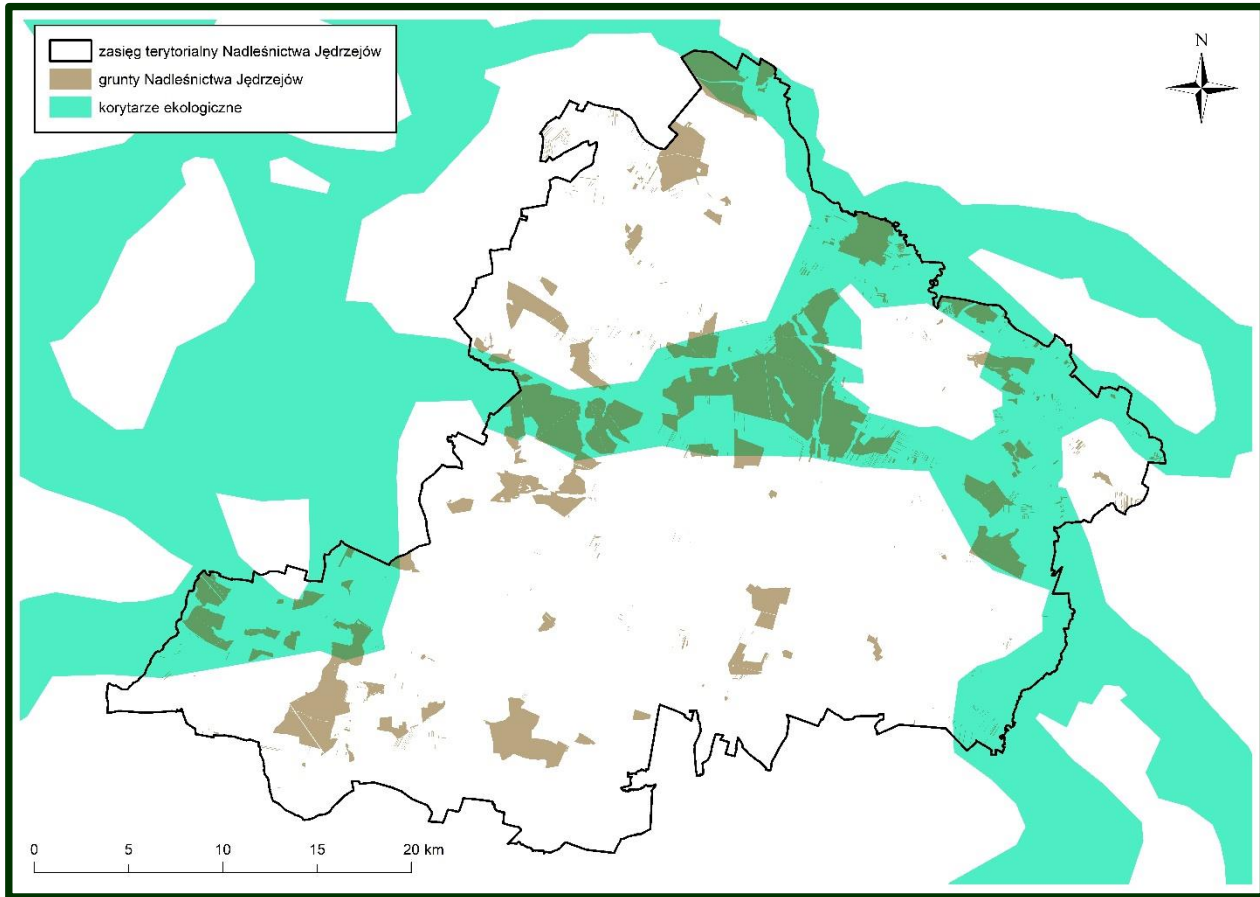 zasięg terytorialny Nadleśnictwa Jędrzejów
grunty Nadleśnictwa Jędrzejów
korytarze ekologiczne
N
0 5 10 15 20 km